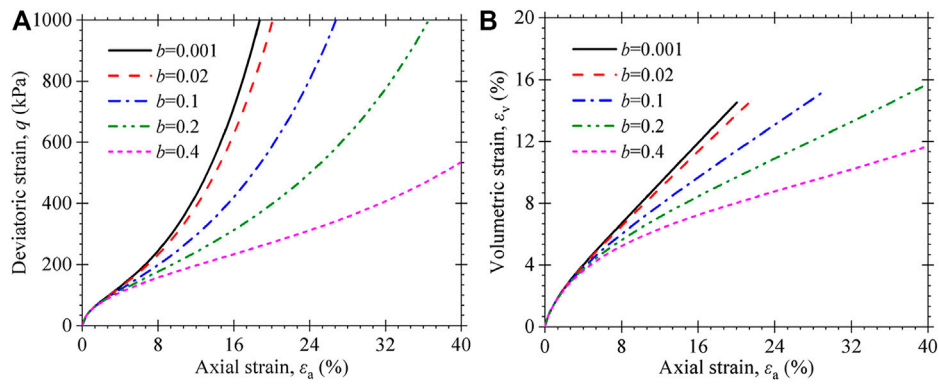 A
Deviatoric strain, q (kPa)
1000
800
600
400
200
0
b=0.001
b=0.02
b=0.1
b=0.2
b=0.4
0 8 16 24 32 40
Axial strain, εa (%)
B
Volumetric strain, εv (%)
20
16
12
8
4
0
b=0.001
b=0.02
b=0.1
b=0.2
b=0.4
0 8 16 24 32 40
Axial strain, εa (%)